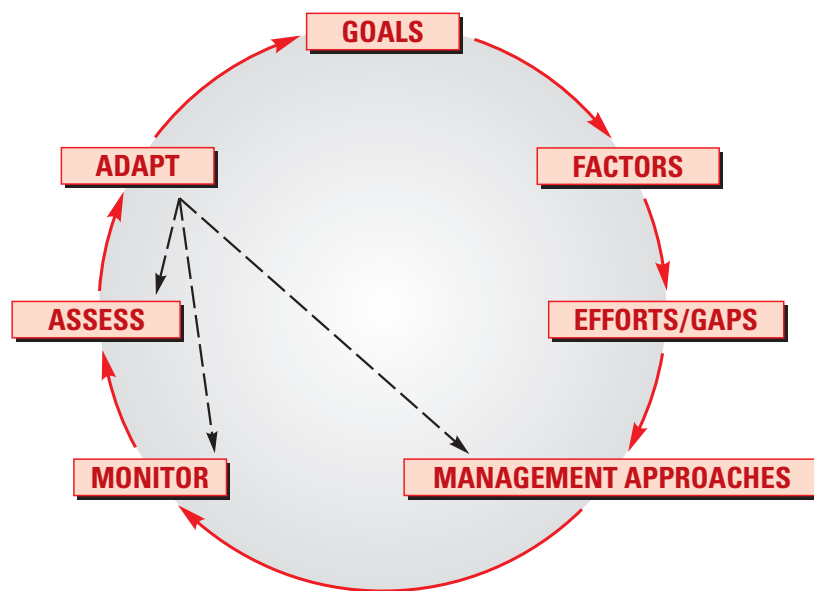 GOALS
ADAPT
FACTORS
ASSESS
EFFORTS/GAPS
MONITOR
MANAGEMENT APPROACHES